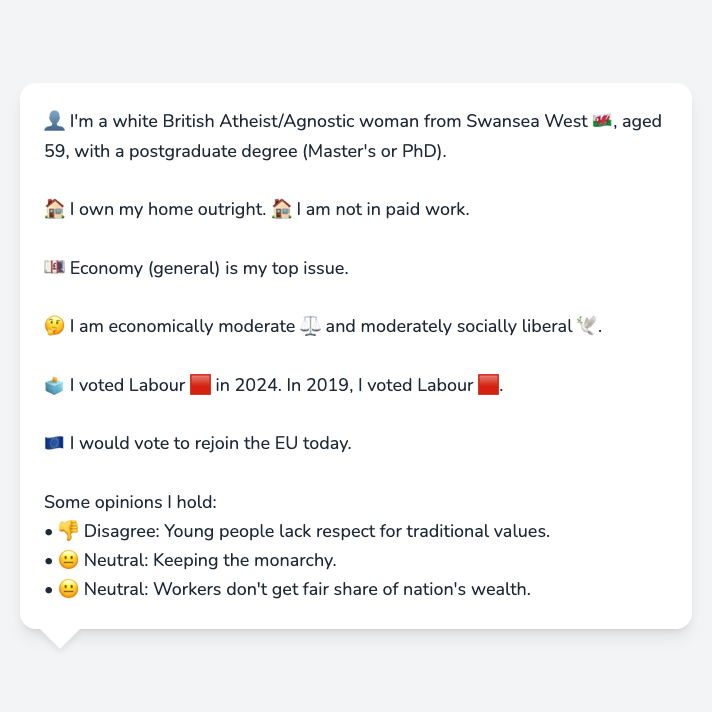 👤 I'm a white British Atheist/Agnostic woman from Swansea West 🏴󠁧󠁢󠁷󠁬󠁳󠁿, aged
59, with a postgraduate degree (Master's or PhD).
🏠 I own my home outright. 🏠 I am not in paid work.
💷 Economy (general) is my top issue.
🤔 I am economically moderate ⚖️ and moderately socially liberal 🕊️.
🗳️ I voted Labour 🟥 in 2024. In 2019, I voted Labour 🟥.
🇪🇺 I would vote to rejoin the EU today.
Some opinions I hold:
• 👎 Disagree: Young people lack respect for traditional values.
• 😐 Neutral: Keeping the monarchy.
• 😐 Neutral: Workers don't get fair share of nation's wealth.